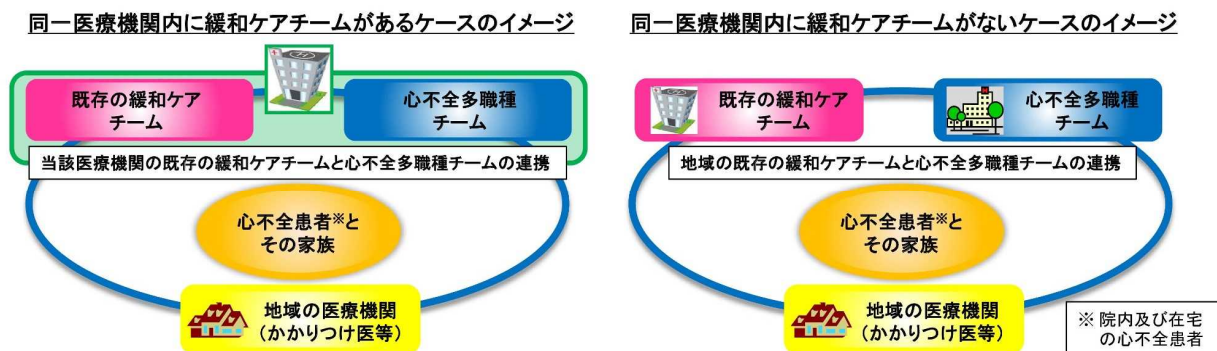 同一医療機関内に緩和ケアチームがあるケースのイメージ
既存の緩和ケア
チーム
心不全多職種
チーム
当該医療機関の既存の緩和ケアチームと心不全多職種チームの連携
心不全患者※と
その家族
地域の医療機関
(かかりつけ医等)
同一医療機関内に緩和ケアチームがないケースのイメージ
既存の緩和ケア
チーム
心不全多職種
チーム
地域の既存の緩和ケアチームと心不全多職種チームの連携
心不全患者※と
その家族
地域の医療機関
(かかりつけ医等)
※ 院内及び在宅
の心不全患者